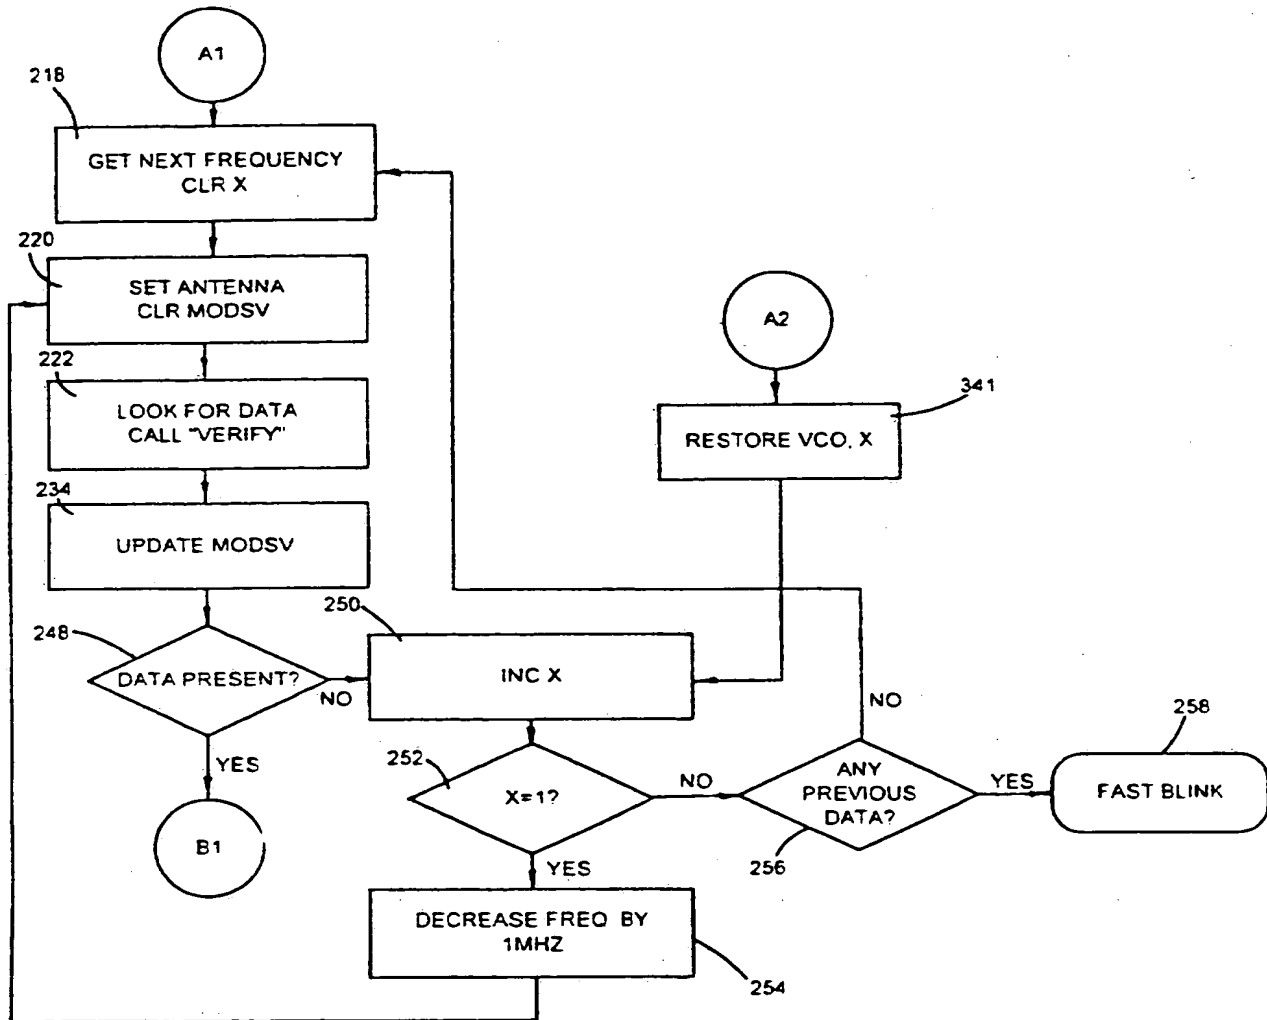 A1
218
GET NEXT FREQUENCY
CLR X
220
SET ANTENNA
CLR MODSV
222
LOOK FOR DATA
CALL "VERIFY"
234
UPDATE MODSV
248
DATA PRESENT?
NO
YES
B1
A2
341
RESTORE VCO, X
250
INC X
252
X=1?
NO
YES
DECREASE FREQ BY
1MHZ
254
NO
ANY
PREVIOUS
DATA?
256
YES
258
FAST BLINK